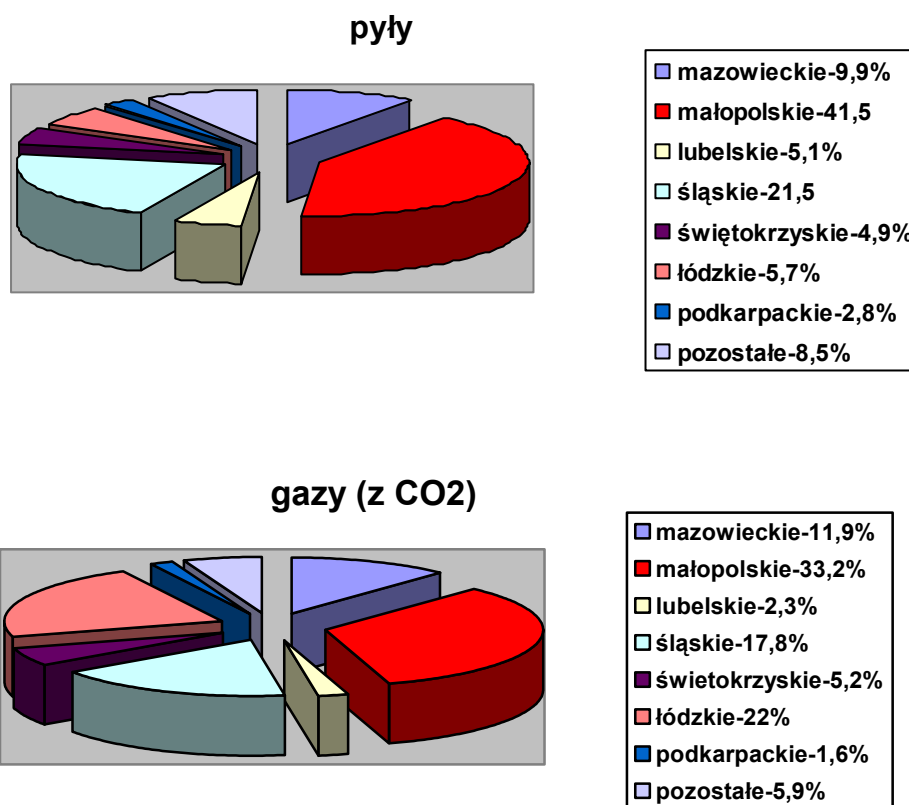 pyły
mazowieckie-9,9%
małopolskie-41,5
lubelskie-5,1%
śląskie-21,5
świętokrzyskie-4,9%
łódzkie-5,7%
podkarpackie-2,8%
pozostałe-8,5%
gazy (z CO2)
mazowieckie-11,9%
małopolskie-33,2%
lubelskie-2,3%
śląskie-17,8%
świetokrzyskie-5,2%
łódzkie-22%
podkarpackie-1,6%
pozostałe-5,9%